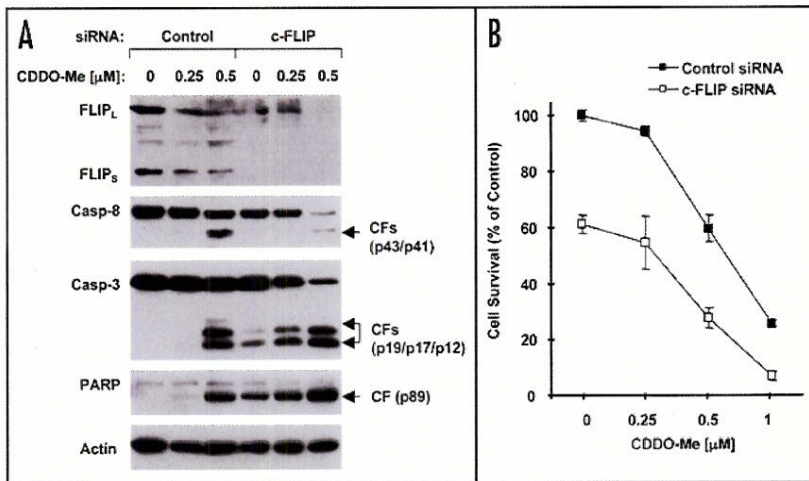 A
siRNA: Control c-FLIP
CDDO-Me [µM]: 0 0.25 0.5 0 0.25 0.5
FLIPL
FLIPS
Casp-8
CFs
(p43/p41)
Casp-3
CFs
(p19/p17/p12)
PARP
CF (p89)
Actin
B
Control siRNA
c-FLIP siRNA
Cell Survival (% of Control)
100
80
60
40
20
0
0 0.25 0.5 1
CDDO-Me [µM]